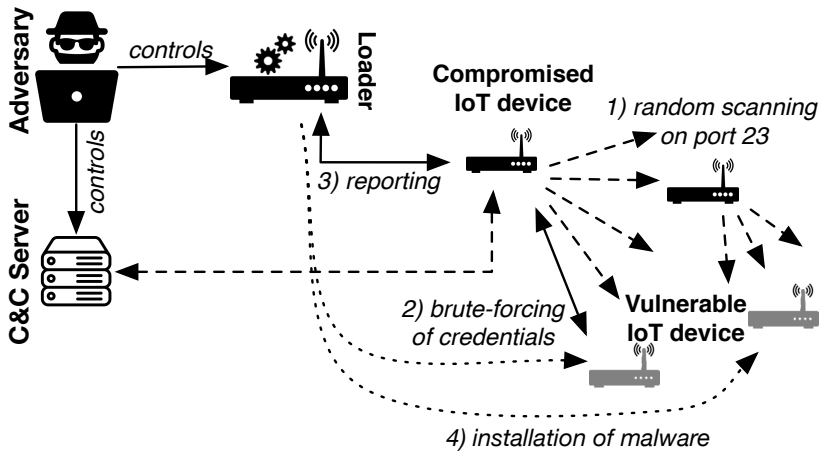 Adversary
controls
Loader
controls
C&C Server
Compromised
IoT device
1) random scanning
on port 23
3) reporting
2) brute-forcing
of credentials
Vulnerable
IoT device
4) installation of malware